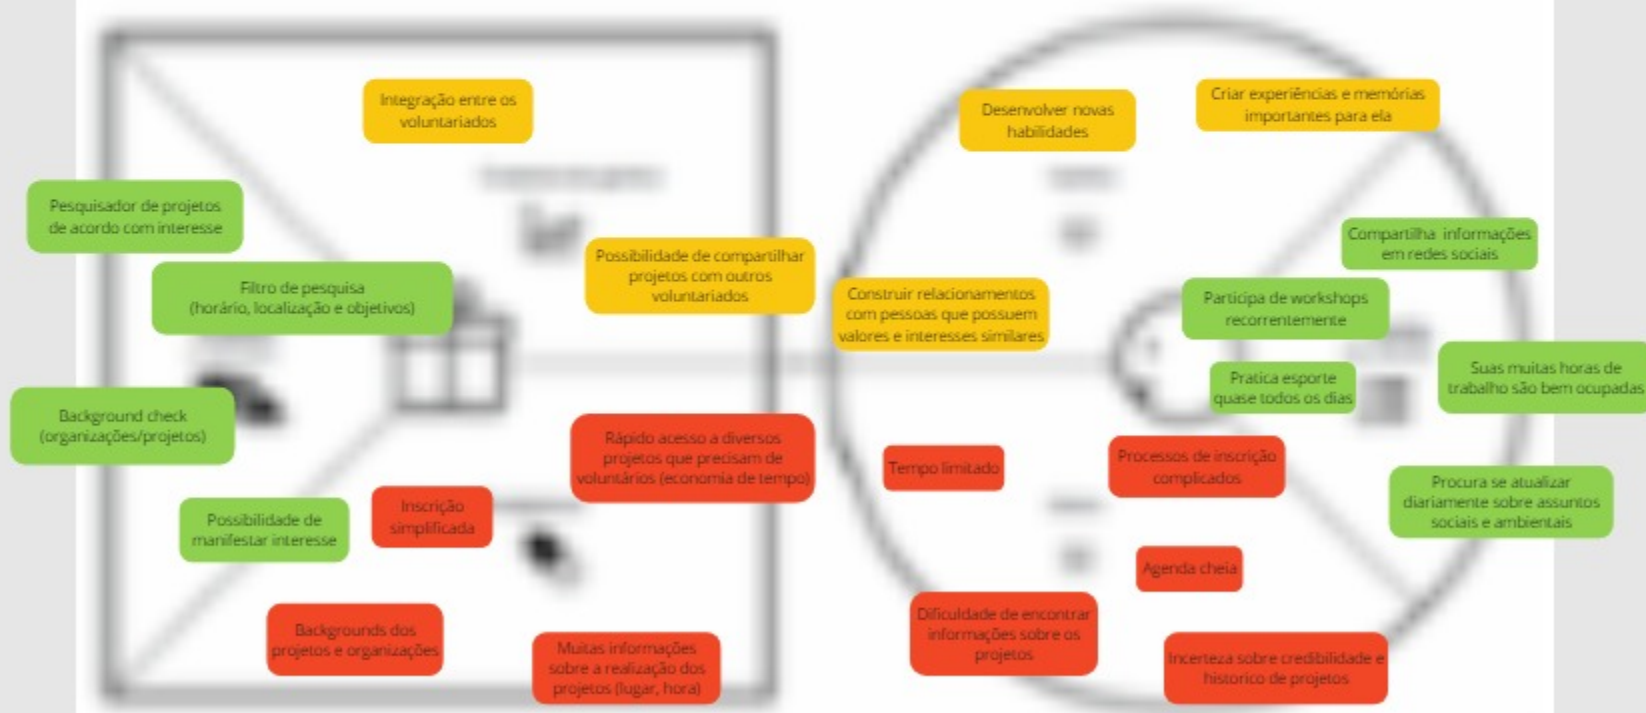 Integração entre os
voluntariados
Pesquisador de projetos
de acordo com interesse
Filtro de pesquisa
(horário, localização e objetivos)
Possibilidade de compartilhar
projetos com outros
voluntariados
Background check
(organizações/projetos)
Rápido acesso a diversos
projetos que precisam de
voluntários (economia de tempo)
Possibilidade de
manifestar interesse
Inscrição
simplificada
Backgrounds dos
projetos e organizações
Muitas informações
sobre a realização dos
projetos (lugar, hora)
Desenvolver novas
habilidades
Criar experiências e memórias
importantes para ela
Construir relacionamentos
com pessoas que possuem
valores e interesses similares
Compartilha informações
em redes sociais
Participa de workshops
recorrentemente
Pratica esporte
quase todos os dias
Suas muitas horas de
trabalho são bem ocupadas
Procura se atualizar
diariamente sobre assuntos
sociais e ambientais
Tempo limitado
Processos de inscrição
complicados
Agenda cheia
Dificuldade de encontrar
informações sobre os
projetos
Incerteza sobre credibilidade e
historico de projetos